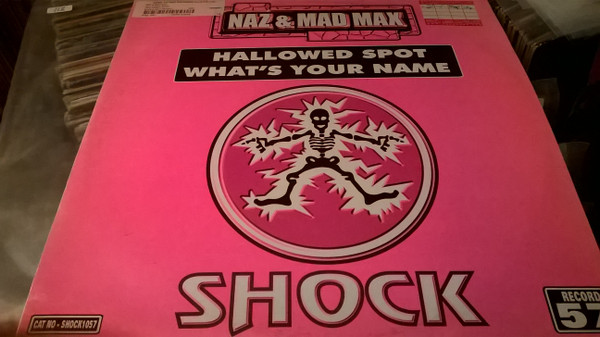 NAZ & MAD MAX
HALLOWED SPOT
WHAT'S YOUR NAME
SHOCK
CAT NO - SHOCK1057
RECORD
57